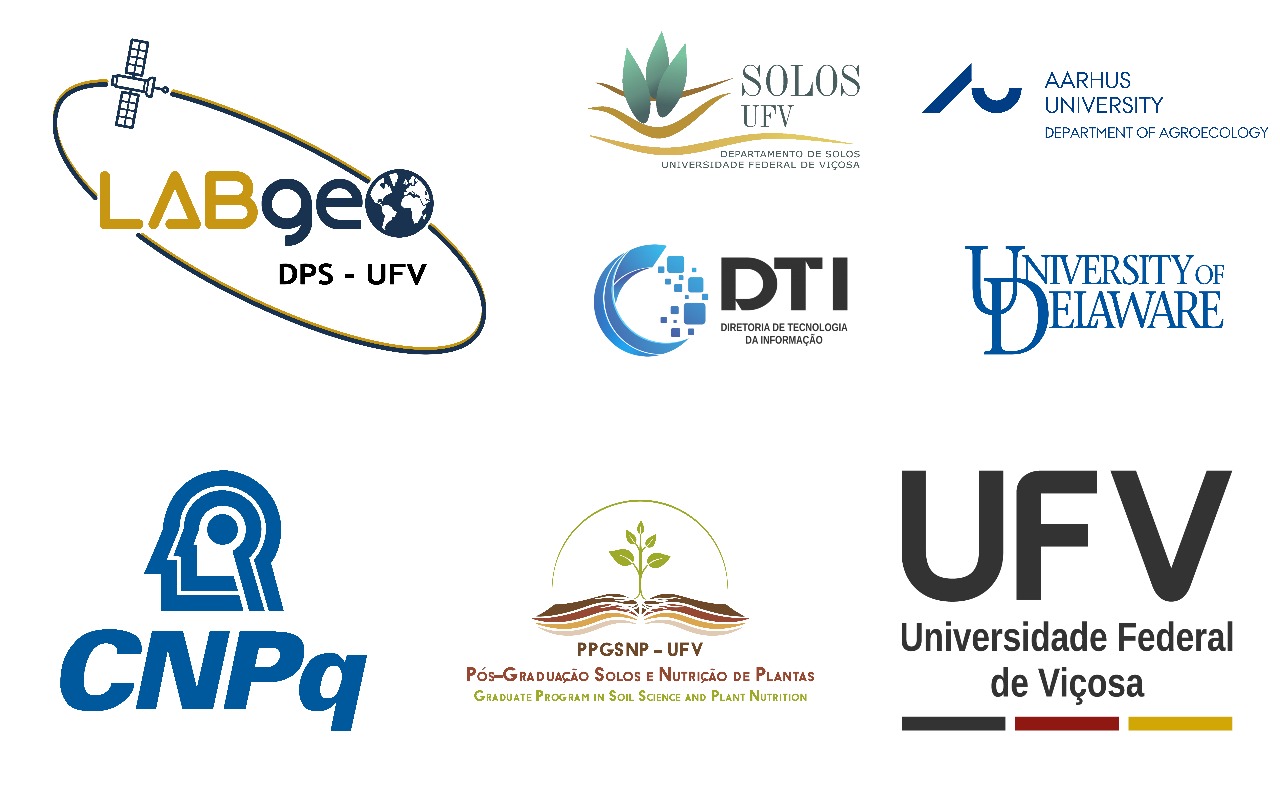 LABgeo
DPS - UFV
SOLOS
UFV
DEPARTAMENTO DE SOLOS
UNIVERSIDADE FEDERAL DE VIÇOSA
AARHUS
UNIVERSITY
DEPARTMENT OF AGROECOLOGY
DTI
DIRETORIA DE TECNOLOGIA
DA INFORMAÇÃO
UNIVERSITY OF
DELAWARE
CNPq
PPGSNP – UFV
PÓS–GRADUAÇÃO SOLOS E NUTRIÇÃO DE PLANTAS
GRADUATE PROGRAM IN SOIL SCIENCE AND PLANT NUTRITION
UFV
Universidade Federal
de Viçosa